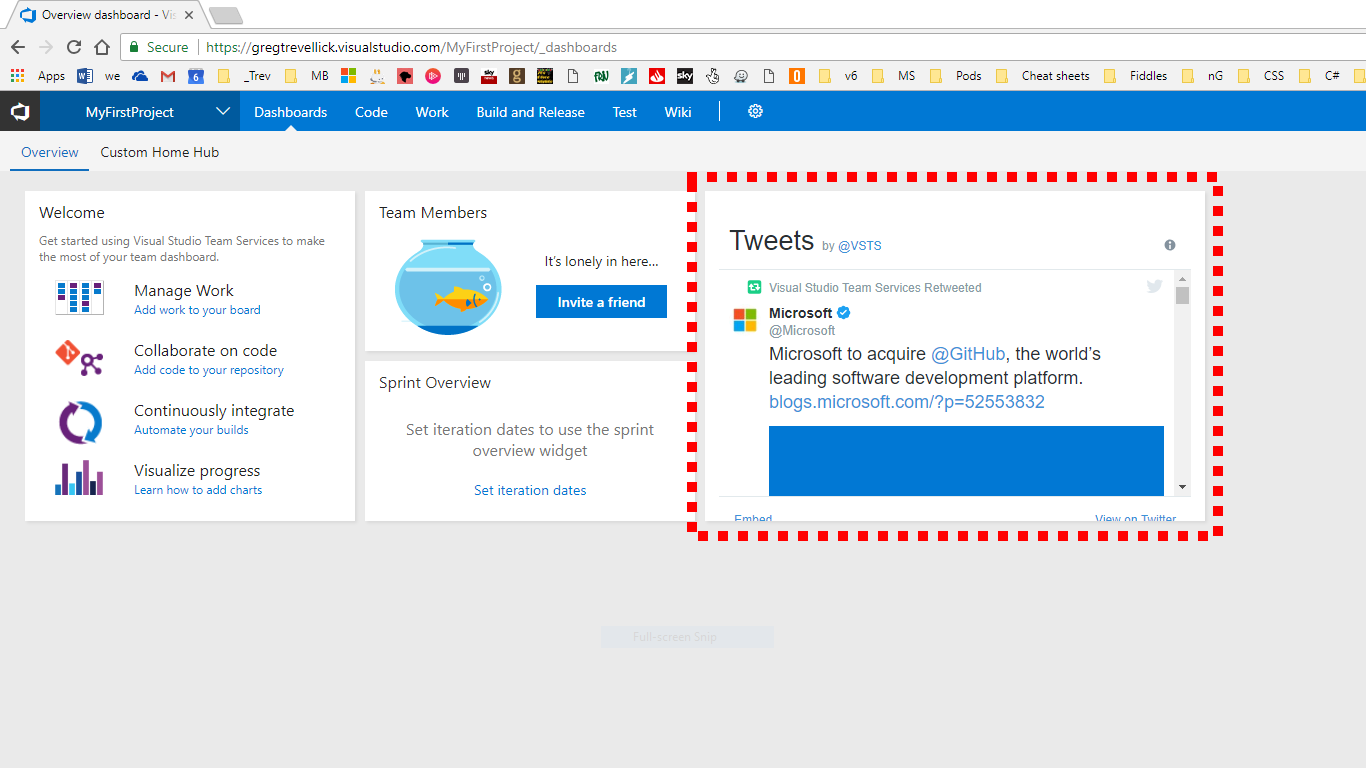 Overview dashboard - Vis
Secure
https://gregtrevellick.visualstudio.com/MyFirstProject/_dashboards
Apps we 6 _Trev MB sky news g sky 0 v6 MS Pods Cheat sheets Fiddles nG CSS C#
MyFirstProject Dashboards Code Work Build and Release Test Wiki
Overview Custom Home Hub
Welcome
Get started using Visual Studio Team Services to make
the most of your team dashboard.
Manage Work
Add work to your board
Collaborate on code
Add code to your repository
Continuously integrate
Automate your builds
Visualize progress
Learn how to add charts
Team Members
It's lonely in here...
Invite a friend
Sprint Overview
Set iteration dates to use the sprint
overview widget
Set iteration dates
Tweets by @VSTS
Visual Studio Team Services Retweeted
Microsoft
@Microsoft
Microsoft to acquire @GitHub, the world's
leading software development platform.
blogs.microsoft.com/?p=52553832
Embed View on Twitter
Full-screen Snip